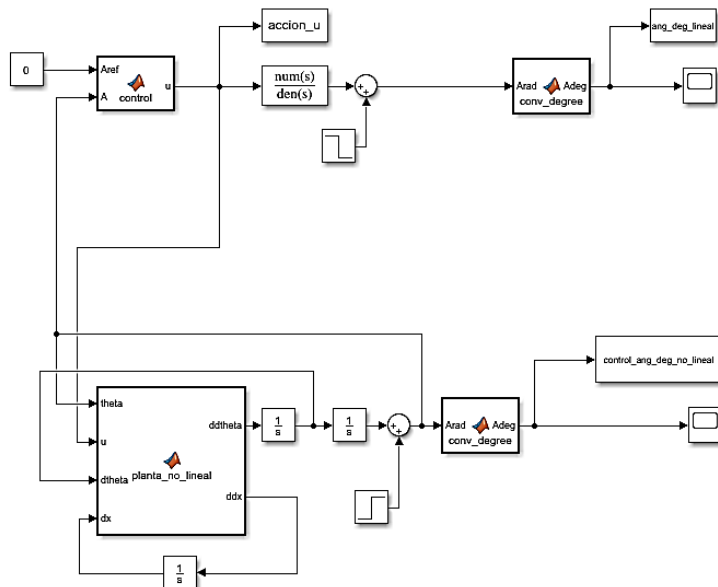 accion_u
ang_deg_lineal
0
Aref
A
u
control
num(s)
den(s)
+
+
Arad
Adeg
conv_degree
control_ang_deg_no_lineal
theta
u
dtheta
dx
ddtheta
ddx
planta_no_lineal
1
s
1
s
+
+
Arad
Adeg
conv_degree
1
s